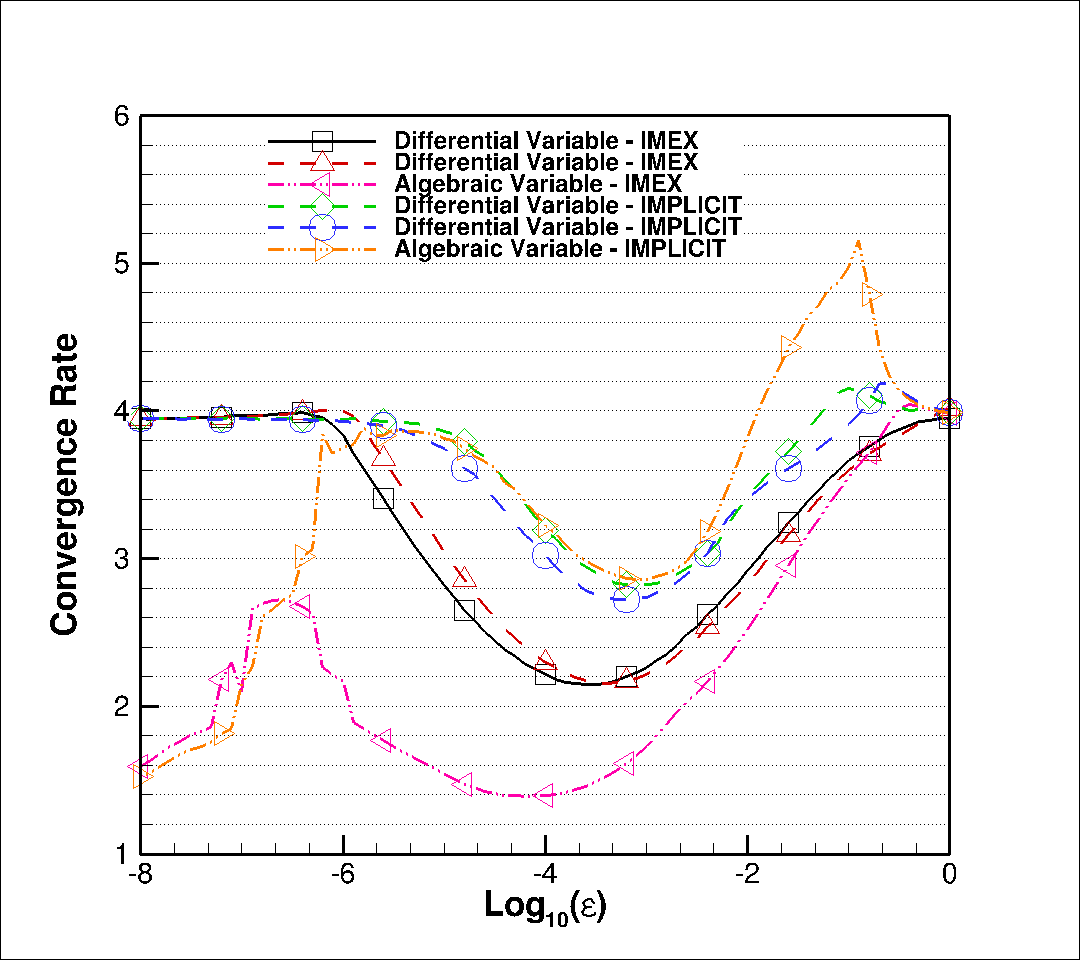 6
Differential Variable - IMEX
Differential Variable - IMEX
Algebraic Variable - IMEX
Differential Variable - IMPLICIT
Differential Variable - IMPLICIT
Algebraic Variable - IMPLICIT
5
Convergence Rate
4
3
2
1
-8 -6 -4 -2 0
Log₁₀(ε)